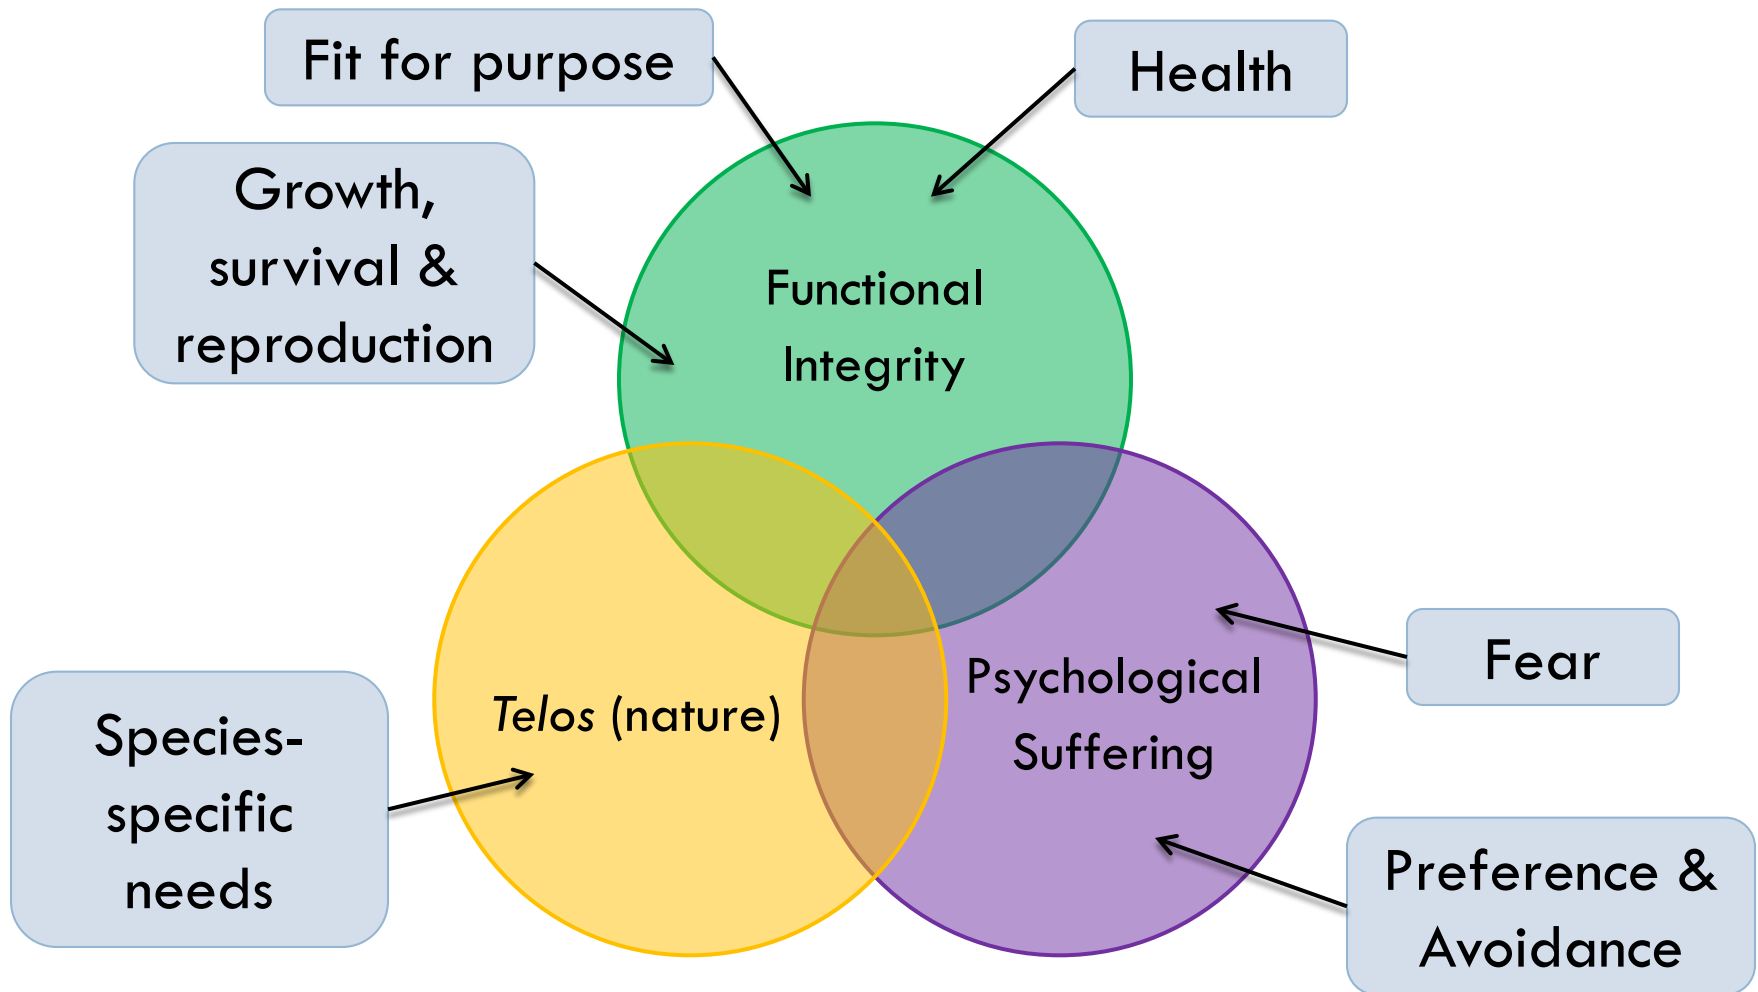 Fit for purpose
Health
Growth,
survival &
reproduction
Functional
Integrity
Telos (nature)
Psychological
Suffering
Fear
Species-
specific
needs
Preference &
Avoidance